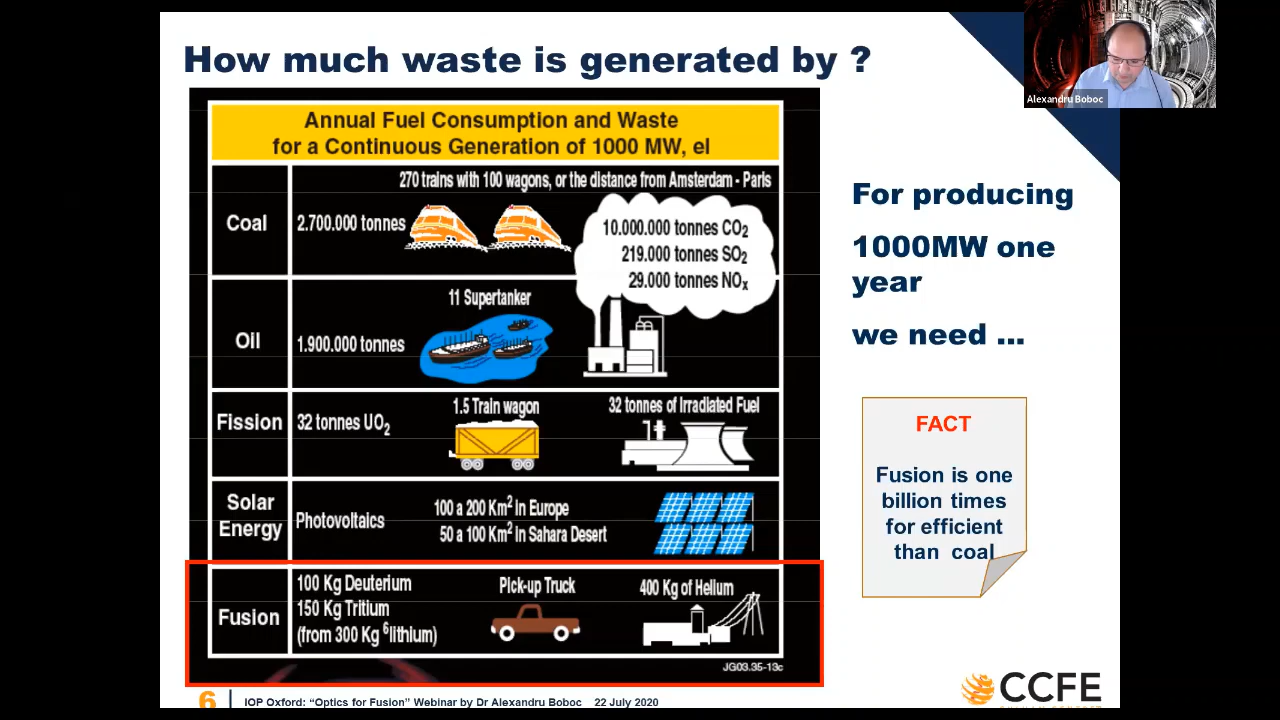 How much waste is generated by ?
Alexandru Boboc
Annual Fuel Consumption and Waste
for a Continuous Generation of 1000 MW, el
270 trains with 100 wagons, or the distance from Amsterdam - Paris
Coal
2.700.000 tonnes
10.000.000 tonnes CO2
219.000 tonnes SO2
29.000 tonnes NOx
11 Supertanker
Oil
1.900.000 tonnes
Fission
32 tonnes UO2
1.5 Train wagon
32 tonnes of Irradiated Fuel
Solar
Energy
Photovoltaics
100 a 200 Km2 in Europe
50 a 100 Km2 in Sahara Desert
Fusion
100 Kg Deuterium
150 Kg Tritium
(from 300 Kg 6lithium)
Pick-up Truck
400 Kg of Helium
JG03.35-13c
For producing
1000MW one
year
we need ...
FACT
Fusion is one
billion times
for efficient
than coal
6
IOP Oxford: “Optics for Fusion” Webinar by Dr Alexandru Boboc 22 July 2020
CCFE